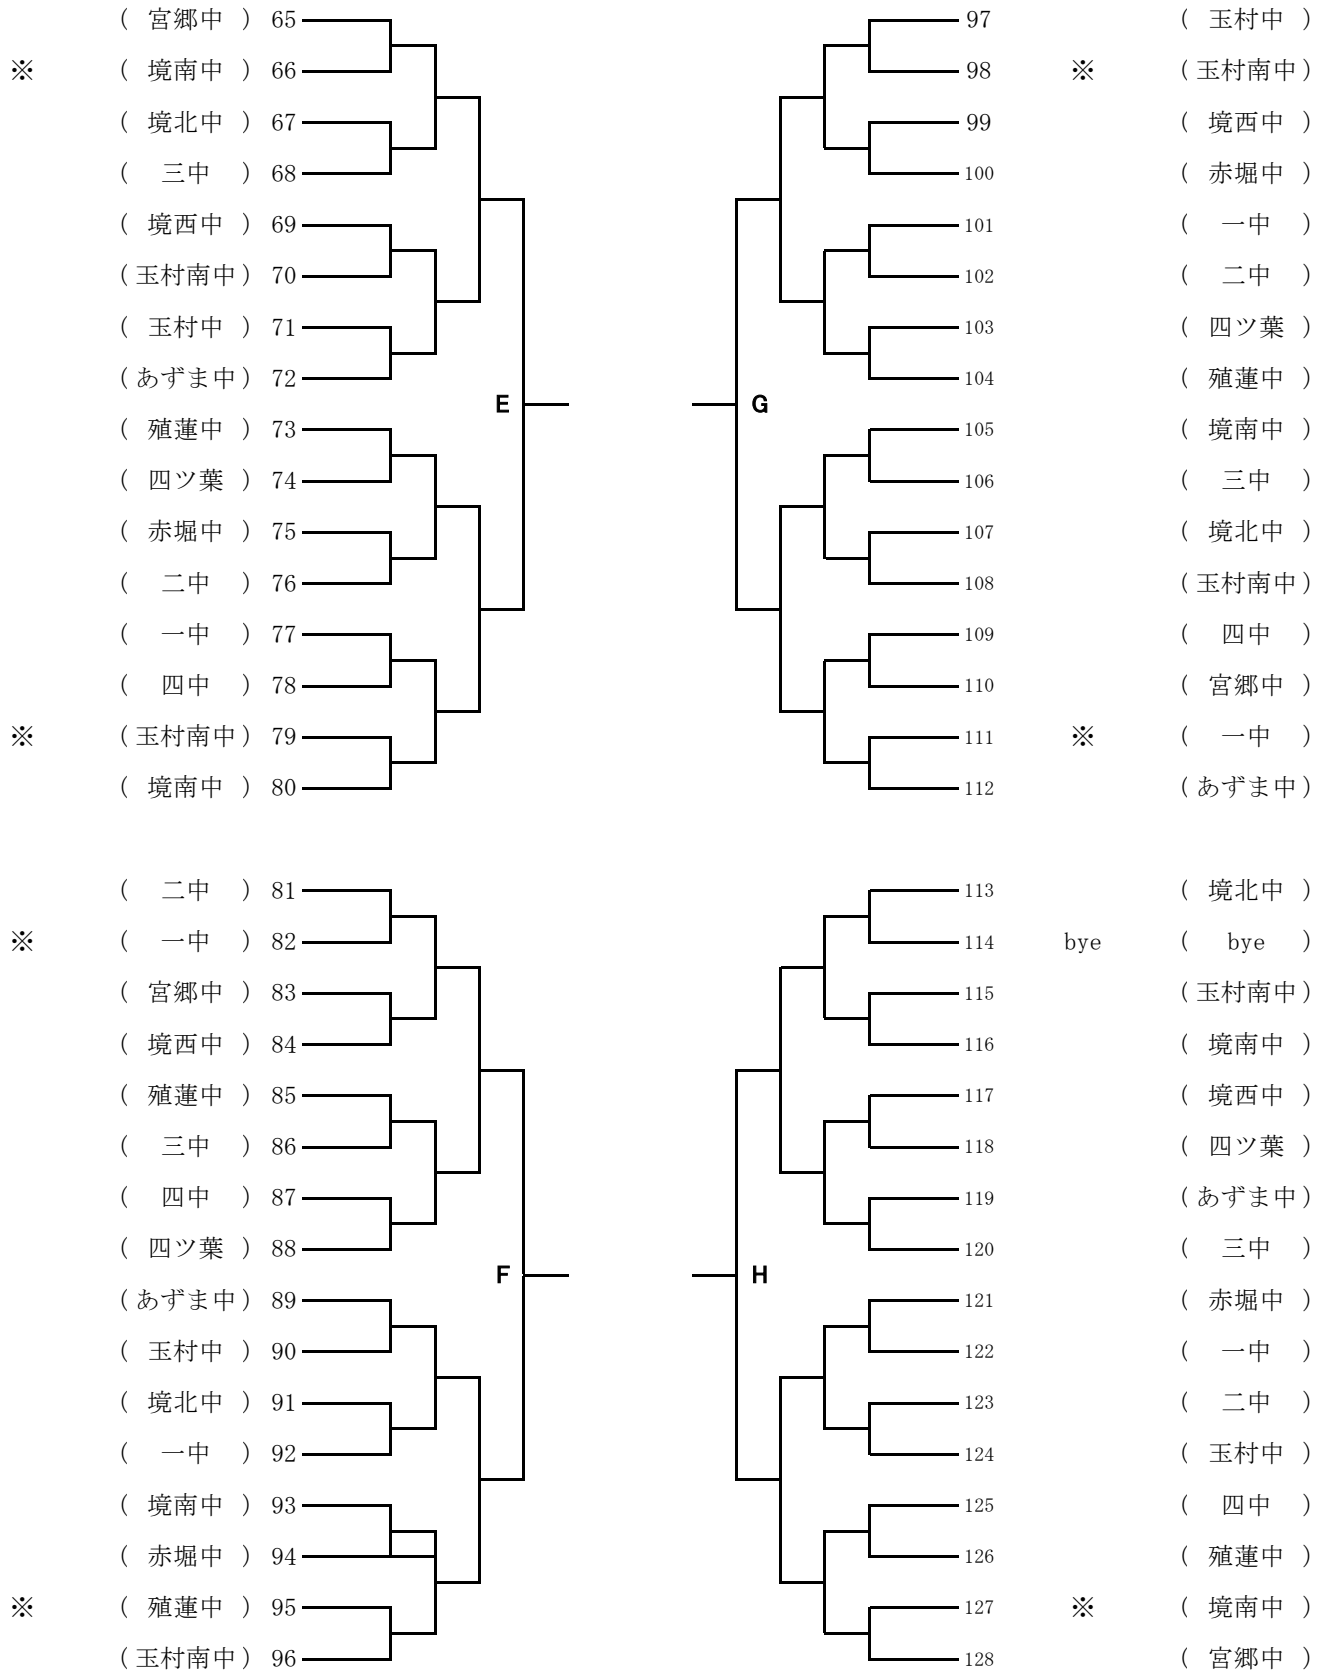 ( 宮郷中 ) 65
※ ( 境南中 ) 66
( 境北中 ) 67
( 三中 ) 68
( 境西中 ) 69
( 玉村南中 ) 70
( 玉村中 ) 71
( あずま中 ) 72
E
( 殖蓮中 ) 73
( 四ツ葉 ) 74
( 赤堀中 ) 75
( 二中 ) 76
( 一中 ) 77
( 四中 ) 78
※ ( 玉村南中 ) 79
( 境南中 ) 80
( 二中 ) 81
※ ( 一中 ) 82
( 宮郷中 ) 83
( 境西中 ) 84
( 殖蓮中 ) 85
( 三中 ) 86
( 四中 ) 87
( 四ツ葉 ) 88
F
( あずま中 ) 89
( 玉村中 ) 90
( 境北中 ) 91
( 一中 ) 92
( 境南中 ) 93
( 赤堀中 ) 94
※ ( 殖蓮中 ) 95
( 玉村南中 ) 96
97 ( 玉村中 )
98 ※ ( 玉村南中 )
99 ( 境西中 )
100 ( 赤堀中 )
101 ( 一中 )
102 ( 二中 )
103 ( 四ツ葉 )
104 ( 殖蓮中 )
G
105 ( 境南中 )
106 ( 三中 )
107 ( 境北中 )
108 ( 玉村南中 )
109 ( 四中 )
110 ( 宮郷中 )
111 ※ ( 一中 )
112 ( あずま中 )
113 ( 境北中 )
114 bye ( bye )
115 ( 玉村南中 )
116 ( 境南中 )
117 ( 境西中 )
118 ( 四ツ葉 )
119 ( あずま中 )
120 ( 三中 )
H
121 ( 赤堀中 )
122 ( 一中 )
123 ( 二中 )
124 ( 玉村中 )
125 ( 四中 )
126 ( 殖蓮中 )
127 ※ ( 境南中 )
128 ( 宮郷中 )